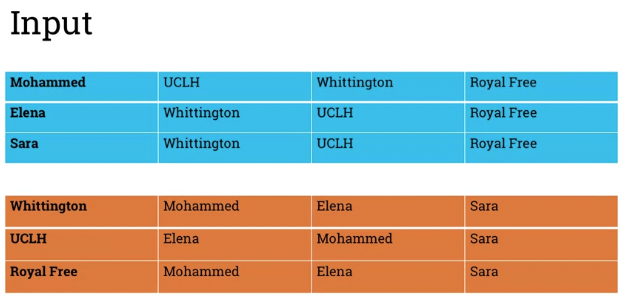 Input
Mohammed UCLH Whittington Royal Free
Elena Whittington UCLH Royal Free
Sara Whittington UCLH Royal Free
Whittington Mohammed Elena Sara
UCLH Elena Mohammed Sara
Royal Free Mohammed Elena Sara